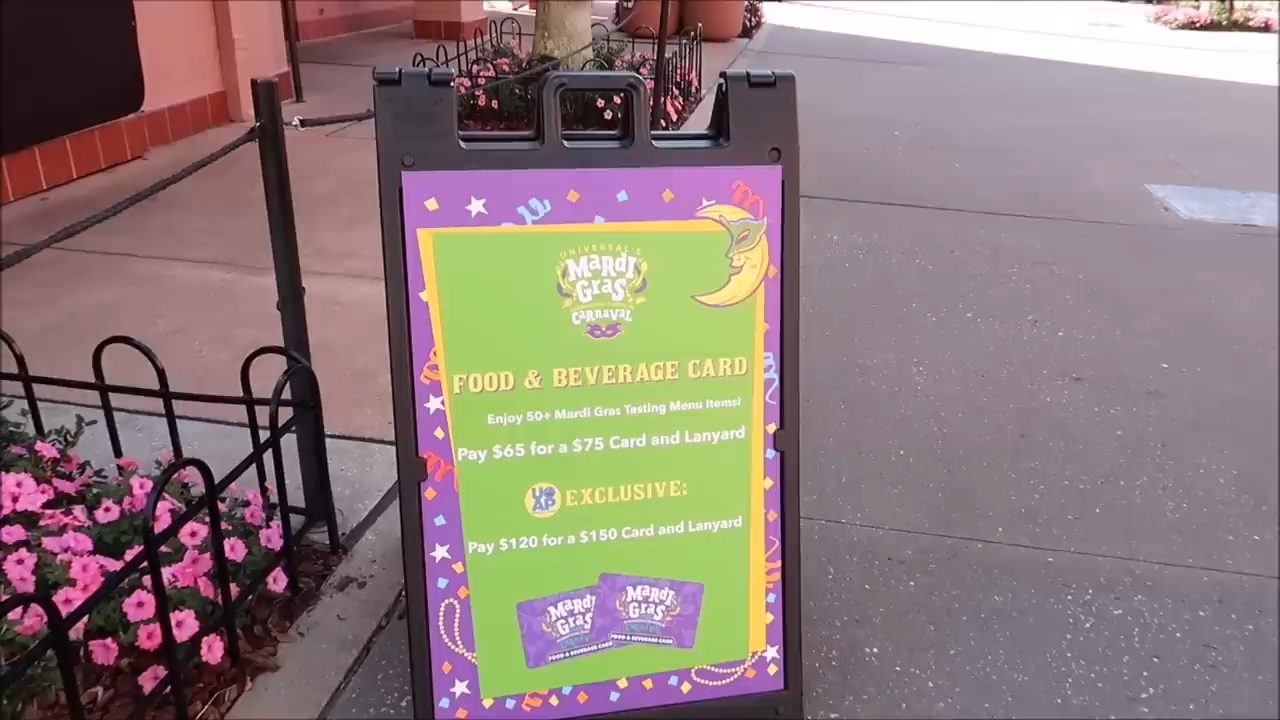 UNIVERSAL'S
MARDI
GRAS
CARNAVAL
FOOD & BEVERAGE CARD
Enjoy 50+ Mardi Gras Tasting Menu Items!
Pay $65 for a $75 Card and Lanyard
UO
AP
EXCLUSIVE:
Pay $120 for a $150 Card and Lanyard
MARDI
GRAS
FOOD & BEVERAGE CARD
MARDI
GRAS
FOOD & BEVERAGE CARD